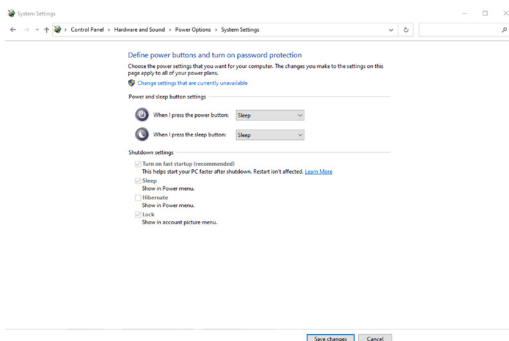 System Settings
Control Panel > Hardware and Sound > Power Options > System Settings
Define power buttons and turn on password protection
Choose the power settings that you want for your computer. The changes you make to the settings on this
page apply to all of your power plans.
Change settings that are currently unavailable
Power and sleep button settings
When I press the power button: Sleep
When I press the sleep button: Sleep
Shutdown settings
Turn on fast startup (recommended)
This helps start your PC faster after shutdown. Restart isn't affected. Learn More
Sleep
Show in Power menu.
Hibernate
Show in Power menu.
Lock
Show in account picture menu.
Save changes Cancel